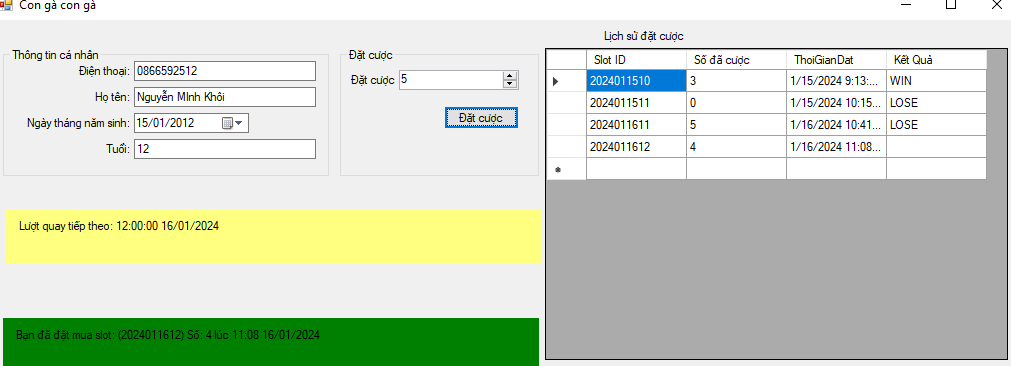 Con gà con gà
Thông tin cá nhân
Điện thoại: 0866592512
Họ tên: Nguyễn MInh Khôi
Ngày tháng năm sinh: 15/01/2012
Tuổi: 12
Đặt cược
Đặt cược 5
Đặt cược
Lượt quay tiếp theo: 12:00:00 16/01/2024
Bạn đã đặt mua slot: (2024011612) Số: 4 lúc 11:08 16/01/2024
Lịch sử đặt cược
Slot ID Số đã cược ThoiGianDat Kết Quả
2024011510 3 1/15/2024 9:13:... WIN
2024011511 0 1/15/2024 10:15... LOSE
2024011611 5 1/16/2024 10:41... LOSE
2024011612 4 1/16/2024 11:08...